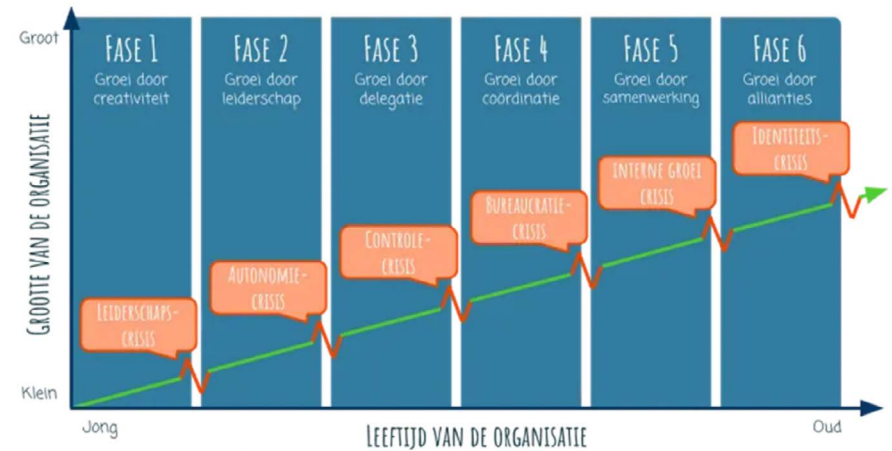 Groot
FASE 1
Groei door
creativiteit
FASE 2
Groei door
leiderschap
FASE 3
Groei door
delegatie
FASE 4
Groei door
coördinatie
FASE 5
Groei door
samenwerking
FASE 6
Groei door
allianties
LEIDERSCHAPS-
CRISIS
AUTONOMIE-
CRISIS
CONTROLE-
CRISIS
BUREAUCRATIE-
CRISIS
INTERNE GROEI
CRISIS
IDENTITEITS-
CRISIS
GROOTTE VAN DE ORGANISATIE
Klein
Jong
LEEFTIJD VAN DE ORGANISATIE
Oud